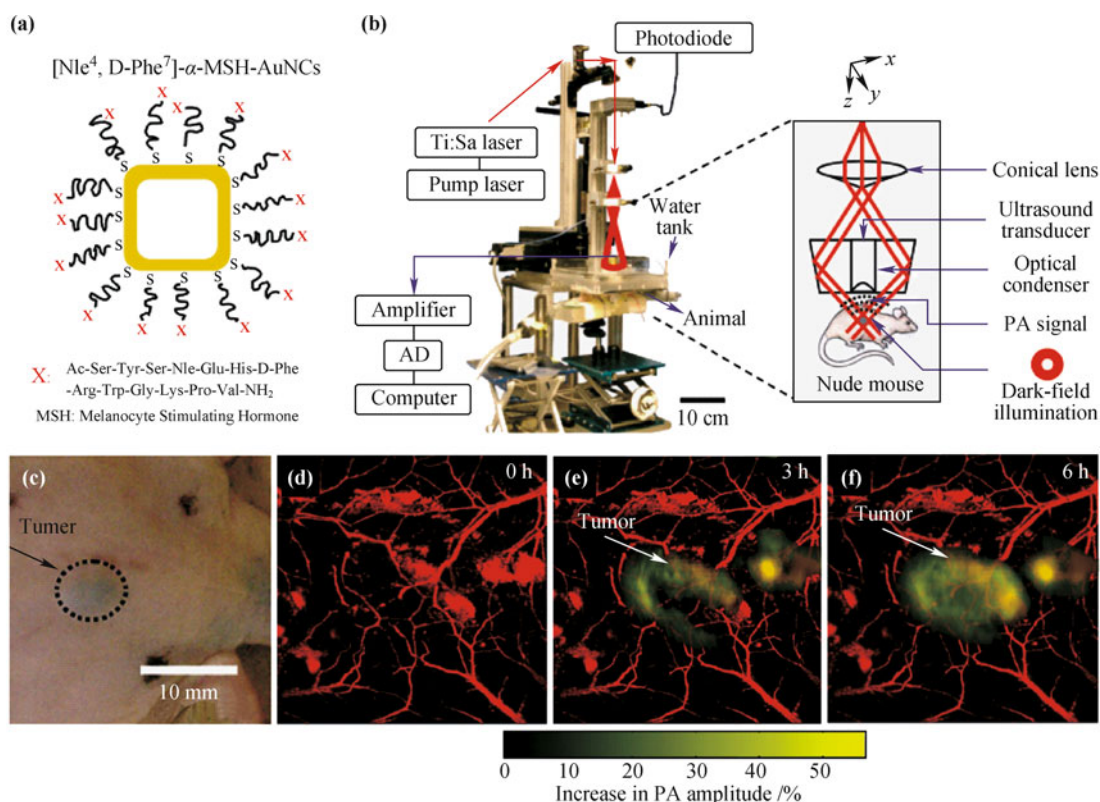 (a)
[Nle⁴, D-Phe⁷]-α-MSH-AuNCs
X X X X
X S S S S X
X S S X
X S S X
X S S X
X S S S S X
X X X X
X: Ac-Ser-Tyr-Ser-Nle-Glu-His-D-Phe
-Arg-Trp-Gly-Lys-Pro-Val-NH₂
MSH: Melanocyte Stimulating Hormone
(b)
Photodiode
Ti:Sa laser
Pump laser
Water
tank
Amplifier
AD
Computer
Animal
10 cm
x
y
z
Conical lens
Ultrasound
transducer
Optical
condenser
PA signal
Dark-field
illumination
Nude mouse
(c)
Tumer
10 mm
(d)
0 h
(e)
3 h
Tumor
(f)
6 h
Tumor
0 10 20 30 40 50
Increase in PA amplitude /%